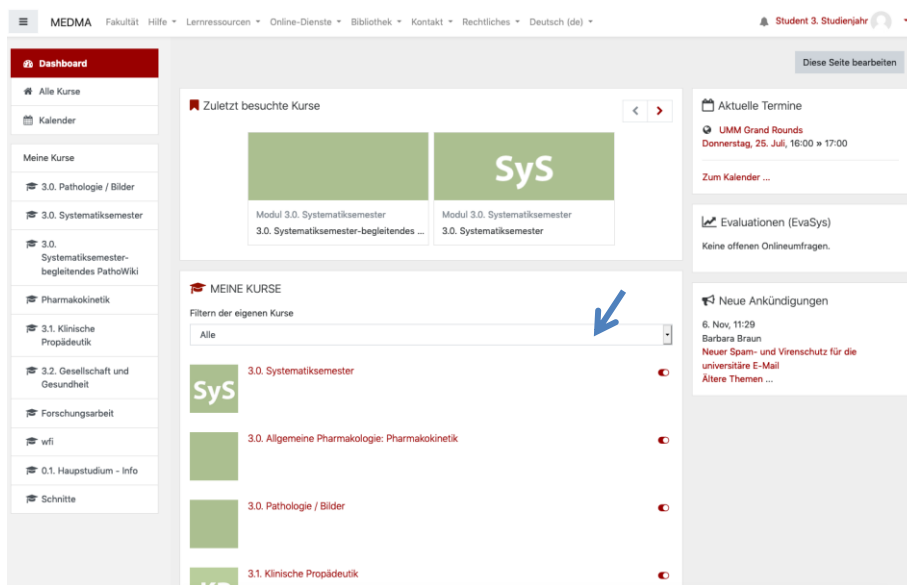 MEDMA Fakultät Hilfe Lernressourcen Online-Dienste Bibliothek Kontakt Rechtliches Deutsch (de) Student 3. Studienjahr
Diese Seite bearbeiten
Dashboard
Alle Kurse
Kalender
Meine Kurse
3.0. Pathologie / Bilder
3.0. Systematiksemester
3.0.
Systematiksemester-
begleitendes PathoWiki
Pharmakokinetik
3.1. Klinische
Propädeutik
3.2. Gesellschaft und
Gesundheit
Forschungsarbeit
wfi
0.1. Haupstudium - Info
Schnitte
Zuletzt besuchte Kurse
SyS
Modul 3.0. Systematiksemester
3.0. Systematiksemester-begleitendes ...
Modul 3.0. Systematiksemester
3.0. Systematiksemester
MEINE KURSE
Filtern der eigenen Kurse
Alle
SyS
3.0. Systematiksemester
3.0. Allgemeine Pharmakologie: Pharmakokinetik
3.0. Pathologie / Bilder
3.1. Klinische Propädeutik
Aktuelle Termine
UMM Grand Rounds
Donnerstag, 25. Juli, 16:00 » 17:00
Zum Kalender ...
Evaluationen (EvaSys)
Keine offenen Onlineumfragen.
Neue Ankündigungen
6. Nov, 11:29
Barbara Braun
Neuer Spam- und Virenschutz für die
universitäre E-Mail
Ältere Themen ...